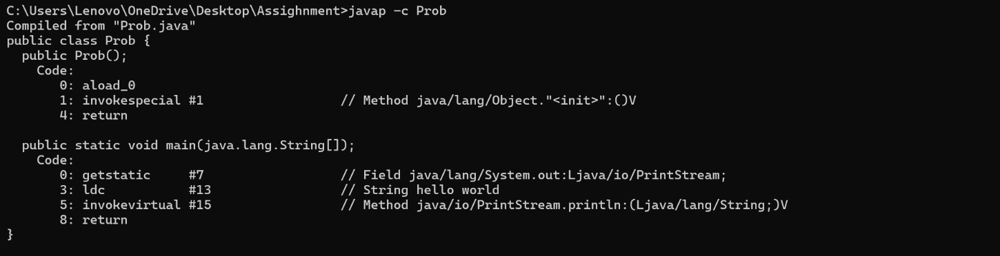 C:\Users\Lenovo\OneDrive\Desktop\Assighnment>javap -c Prob
Compiled from "Prob.java"
public class Prob {
  public Prob();
    Code:
       0: aload_0
       1: invokespecial #1                  // Method java/lang/Object."<init>":()V
       4: return

  public static void main(java.lang.String[]);
    Code:
       0: getstatic     #7                  // Field java/lang/System.out:Ljava/io/PrintStream;
       3: ldc           #13                 // String hello world
       5: invokevirtual #15                 // Method java/io/PrintStream.println:(Ljava/lang/String;)V
       8: return
}